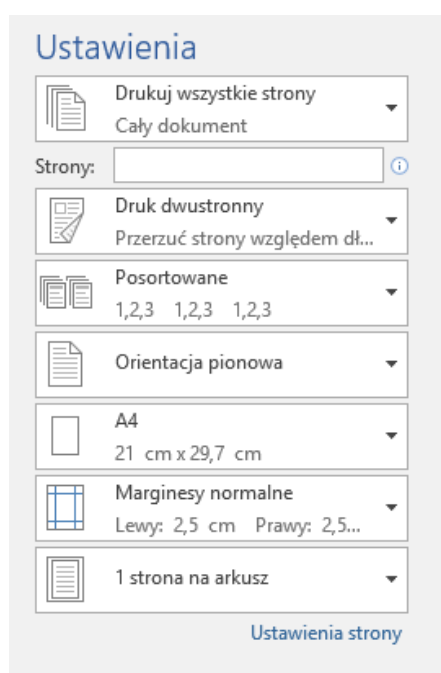 Ustawienia
Drukuj wszystkie strony
Cały dokument
Strony:
Druk dwustronny
Przerzuć strony względem dł...
Posortowane
1,2,3 1,2,3 1,2,3
Orientacja pionowa
A4
21 cm x 29,7 cm
Marginesy normalne
Lewy: 2,5 cm Prawy: 2,5...
1 strona na arkusz
Ustawienia strony